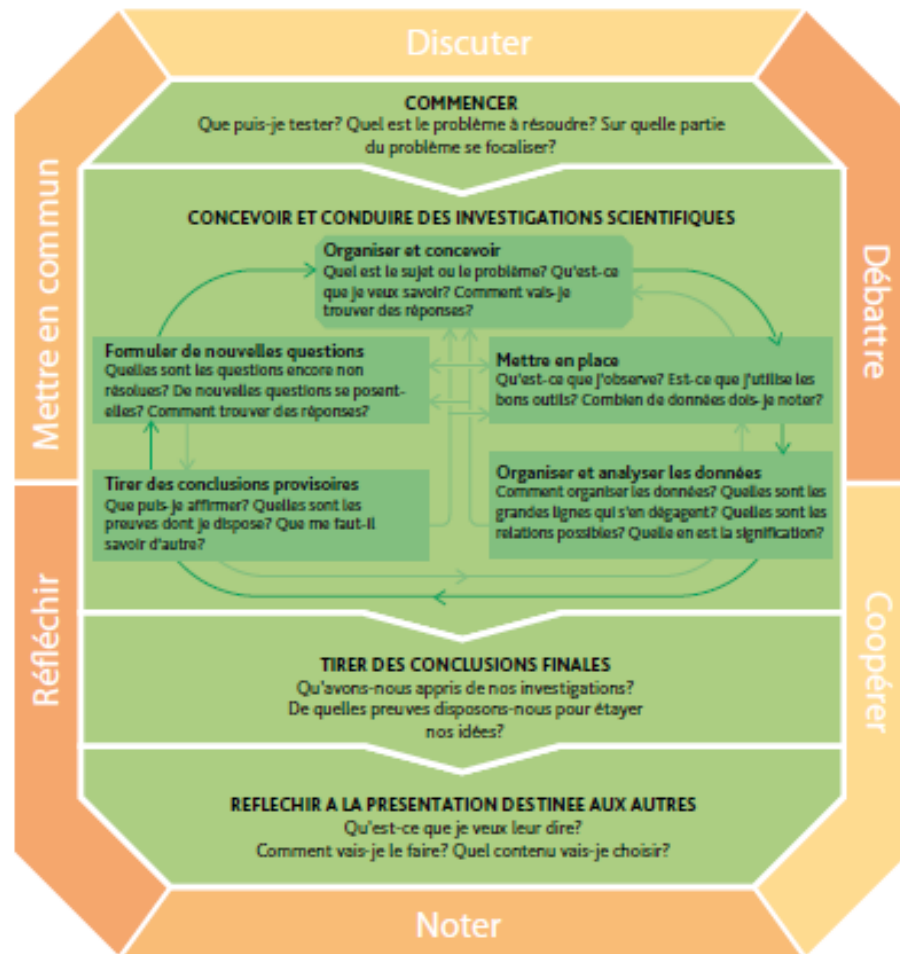 Discuter
Mettre en commun
Débattre
COMMENCER
Que puis-je tester? Quel est le problème à résoudre? Sur quelle partie
du problème se focaliser?
CONCEVOIR ET CONDUIRE DES INVESTIGATIONS SCIENTIFIQUES
Organiser et concevoir
Quel est le sujet ou le problème? Qu'est-ce
que je veux savoir? Comment vais-je
trouver des réponses?
Formuler de nouvelles questions
Quelles sont les questions encore non
résolues? De nouvelles questions se posent-
elles? Comment trouver des réponses?
Mettre en place
Qu'est-ce que j'observe? Est-ce que j'utilise les
bons outils? Combien de données dois-je noter?
Tirer des conclusions provisoires
Que puis-je affirmer? Quelles sont les
preuves dont je dispose? Que me faut-il
savoir d'autre?
Organiser et analyser les données
Comment organiser les données? Quelles sont les
grandes lignes qui s'en dégagent? Quelles sont les
relations possibles? Quelle en est la signification?
Réfléchir
Coopérer
TIRER DES CONCLUSIONS FINALES
Qu'avons-nous appris de nos investigations?
De quelles preuves disposons-nous pour étayer
nos idées?
REFLECHIR A LA PRESENTATION DESTINEE AUX AUTRES
Qu'est-ce que je veux leur dire?
Comment vais-je le faire? Quel contenu vais-je choisir?
Noter